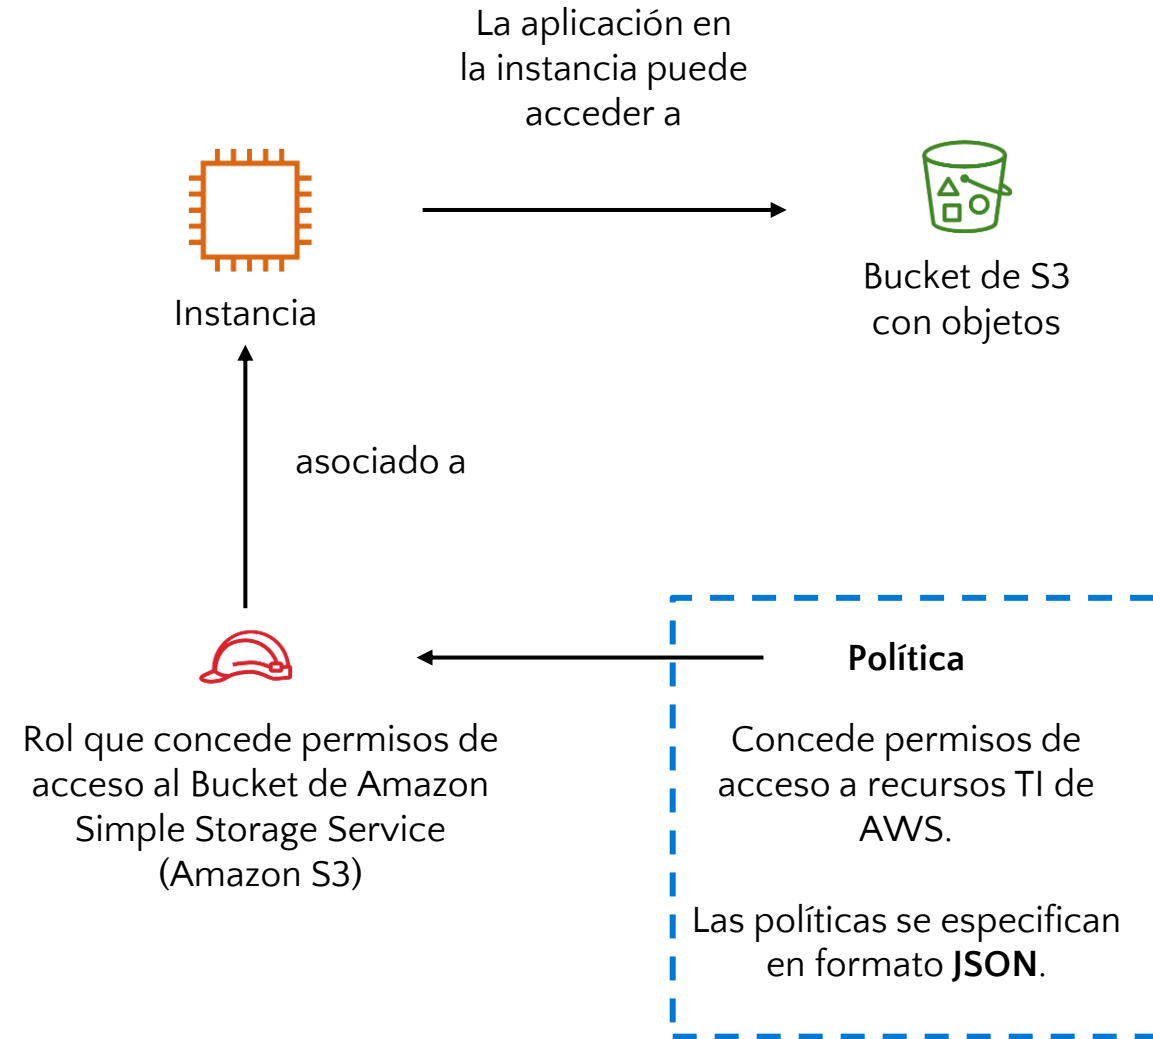 La aplicación en
la instancia puede
acceder a
Instancia
Bucket de S3
con objetos
asociado a
Política
Rol que concede permisos de
acceso al Bucket de Amazon
Simple Storage Service
(Amazon S3)
Concede permisos de
acceso a recursos TI de
AWS.
Las políticas se especifican
en formato JSON.